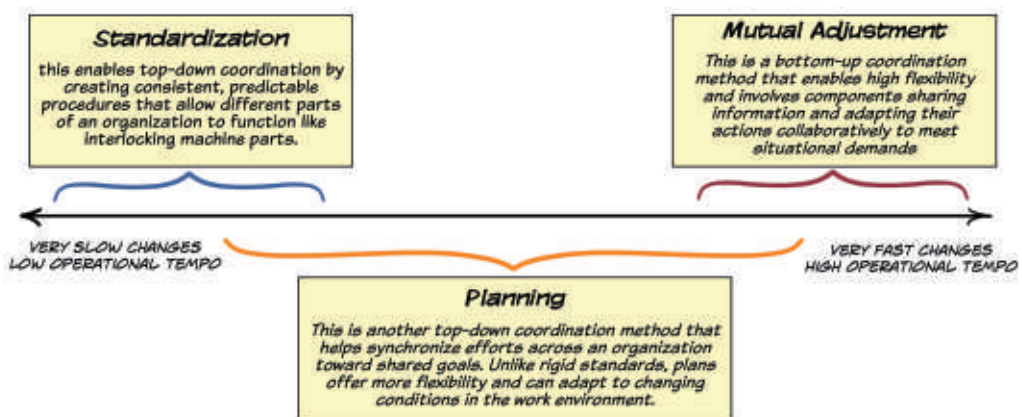 Standardization
this enables top-down coordination by
creating consistent, predictable
procedures that allow different parts
of an organization to function like
interlocking machine parts.
Mutual Adjustment
This is a bottom-up coordination
method that enables high flexibility
and involves components sharing
information and adapting their
actions collaboratively to meet
situational demands
VERY SLOW CHANGES
LOW OPERATIONAL TEMPO
VERY FAST CHANGES
HIGH OPERATIONAL TEMPO
Planning
This is another top-down coordination method that
helps synchronize efforts across an organization
toward shared goals. Unlike rigid standards, plans
offer more flexibility and can adapt to changing
conditions in the work environment.